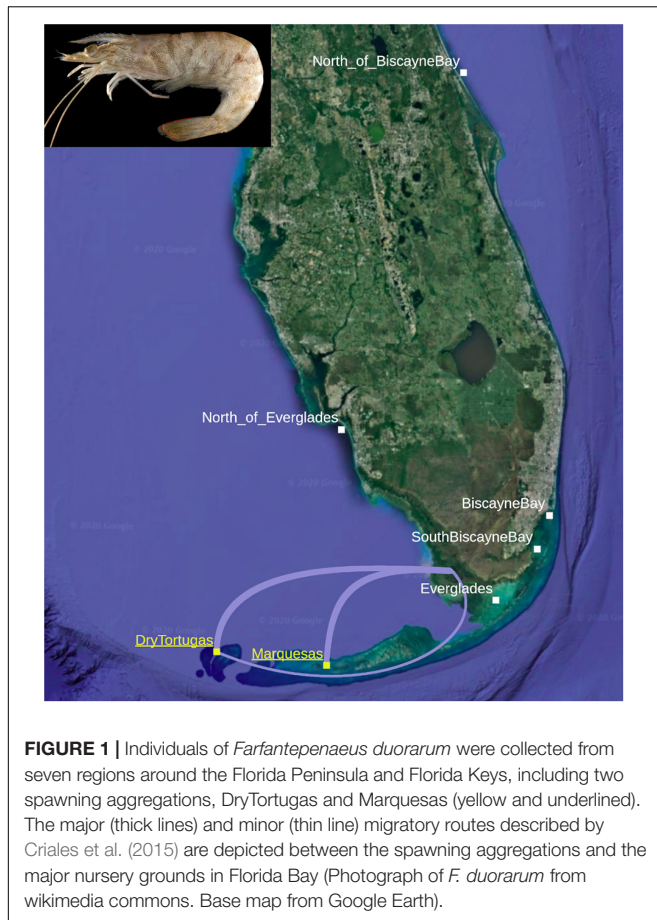 North_of_BiscayneBay
© 2020 Google
North_of_Everglades
BiscayneBay
SouthBiscayneBay
Everglades
DryTortugas
Marquesas
FIGURE 1 | Individuals of Farfantepenaeus duorarum were collected from
seven regions around the Florida Peninsula and Florida Keys, including two
spawning aggregations, DryTortugas and Marquesas (yellow and underlined).
The major (thick lines) and minor (thin line) migratory routes described by
Criales et al. (2015) are depicted between the spawning aggregations and the
major nursery grounds in Florida Bay (Photograph of F. duorarum from
wikimedia commons. Base map from Google Earth).